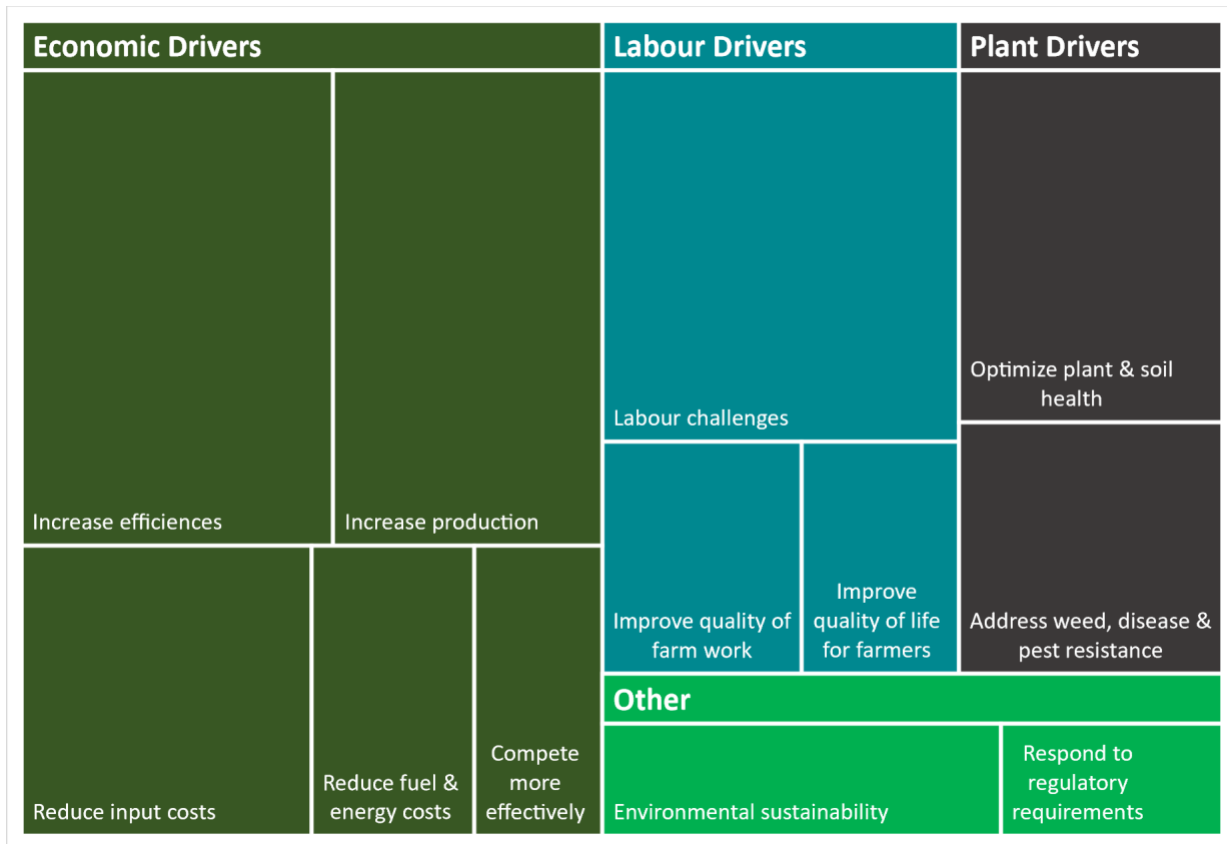 Economic Drivers
Increase efficiences
Increase production
Reduce input costs
Reduce fuel &
energy costs
Compete
more
effectively
Labour Drivers
Labour challenges
Improve quality of
farm work
Improve
quality of life
for farmers
Plant Drivers
Optimize plant & soil
health
Address weed, disease &
pest resistance
Other
Environmental sustainability
Respond to
regulatory
requirements